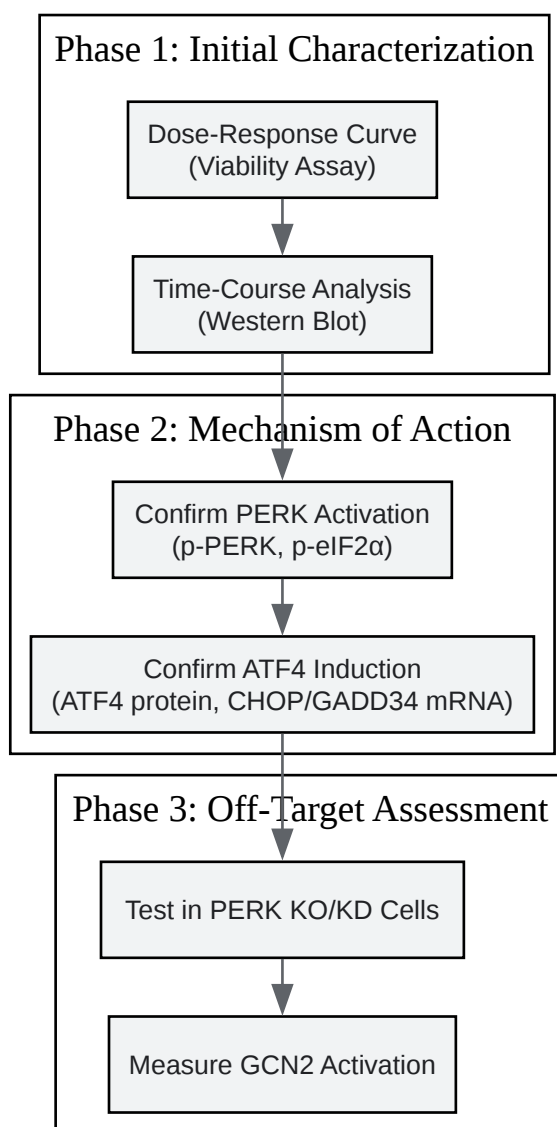 Phase 1: Initial Characterization
Dose-Response Curve
(Viability Assay)
Time-Course Analysis
(Western Blot)
Phase 2: Mechanism of Action
Confirm PERK Activation
(p-PERK, p-eIF2α)
Confirm ATF4 Induction
(ATF4 protein, CHOP/GADD34 mRNA)
Phase 3: Off-Target Assessment
Test in PERK KO/KD Cells
Measure GCN2 Activation